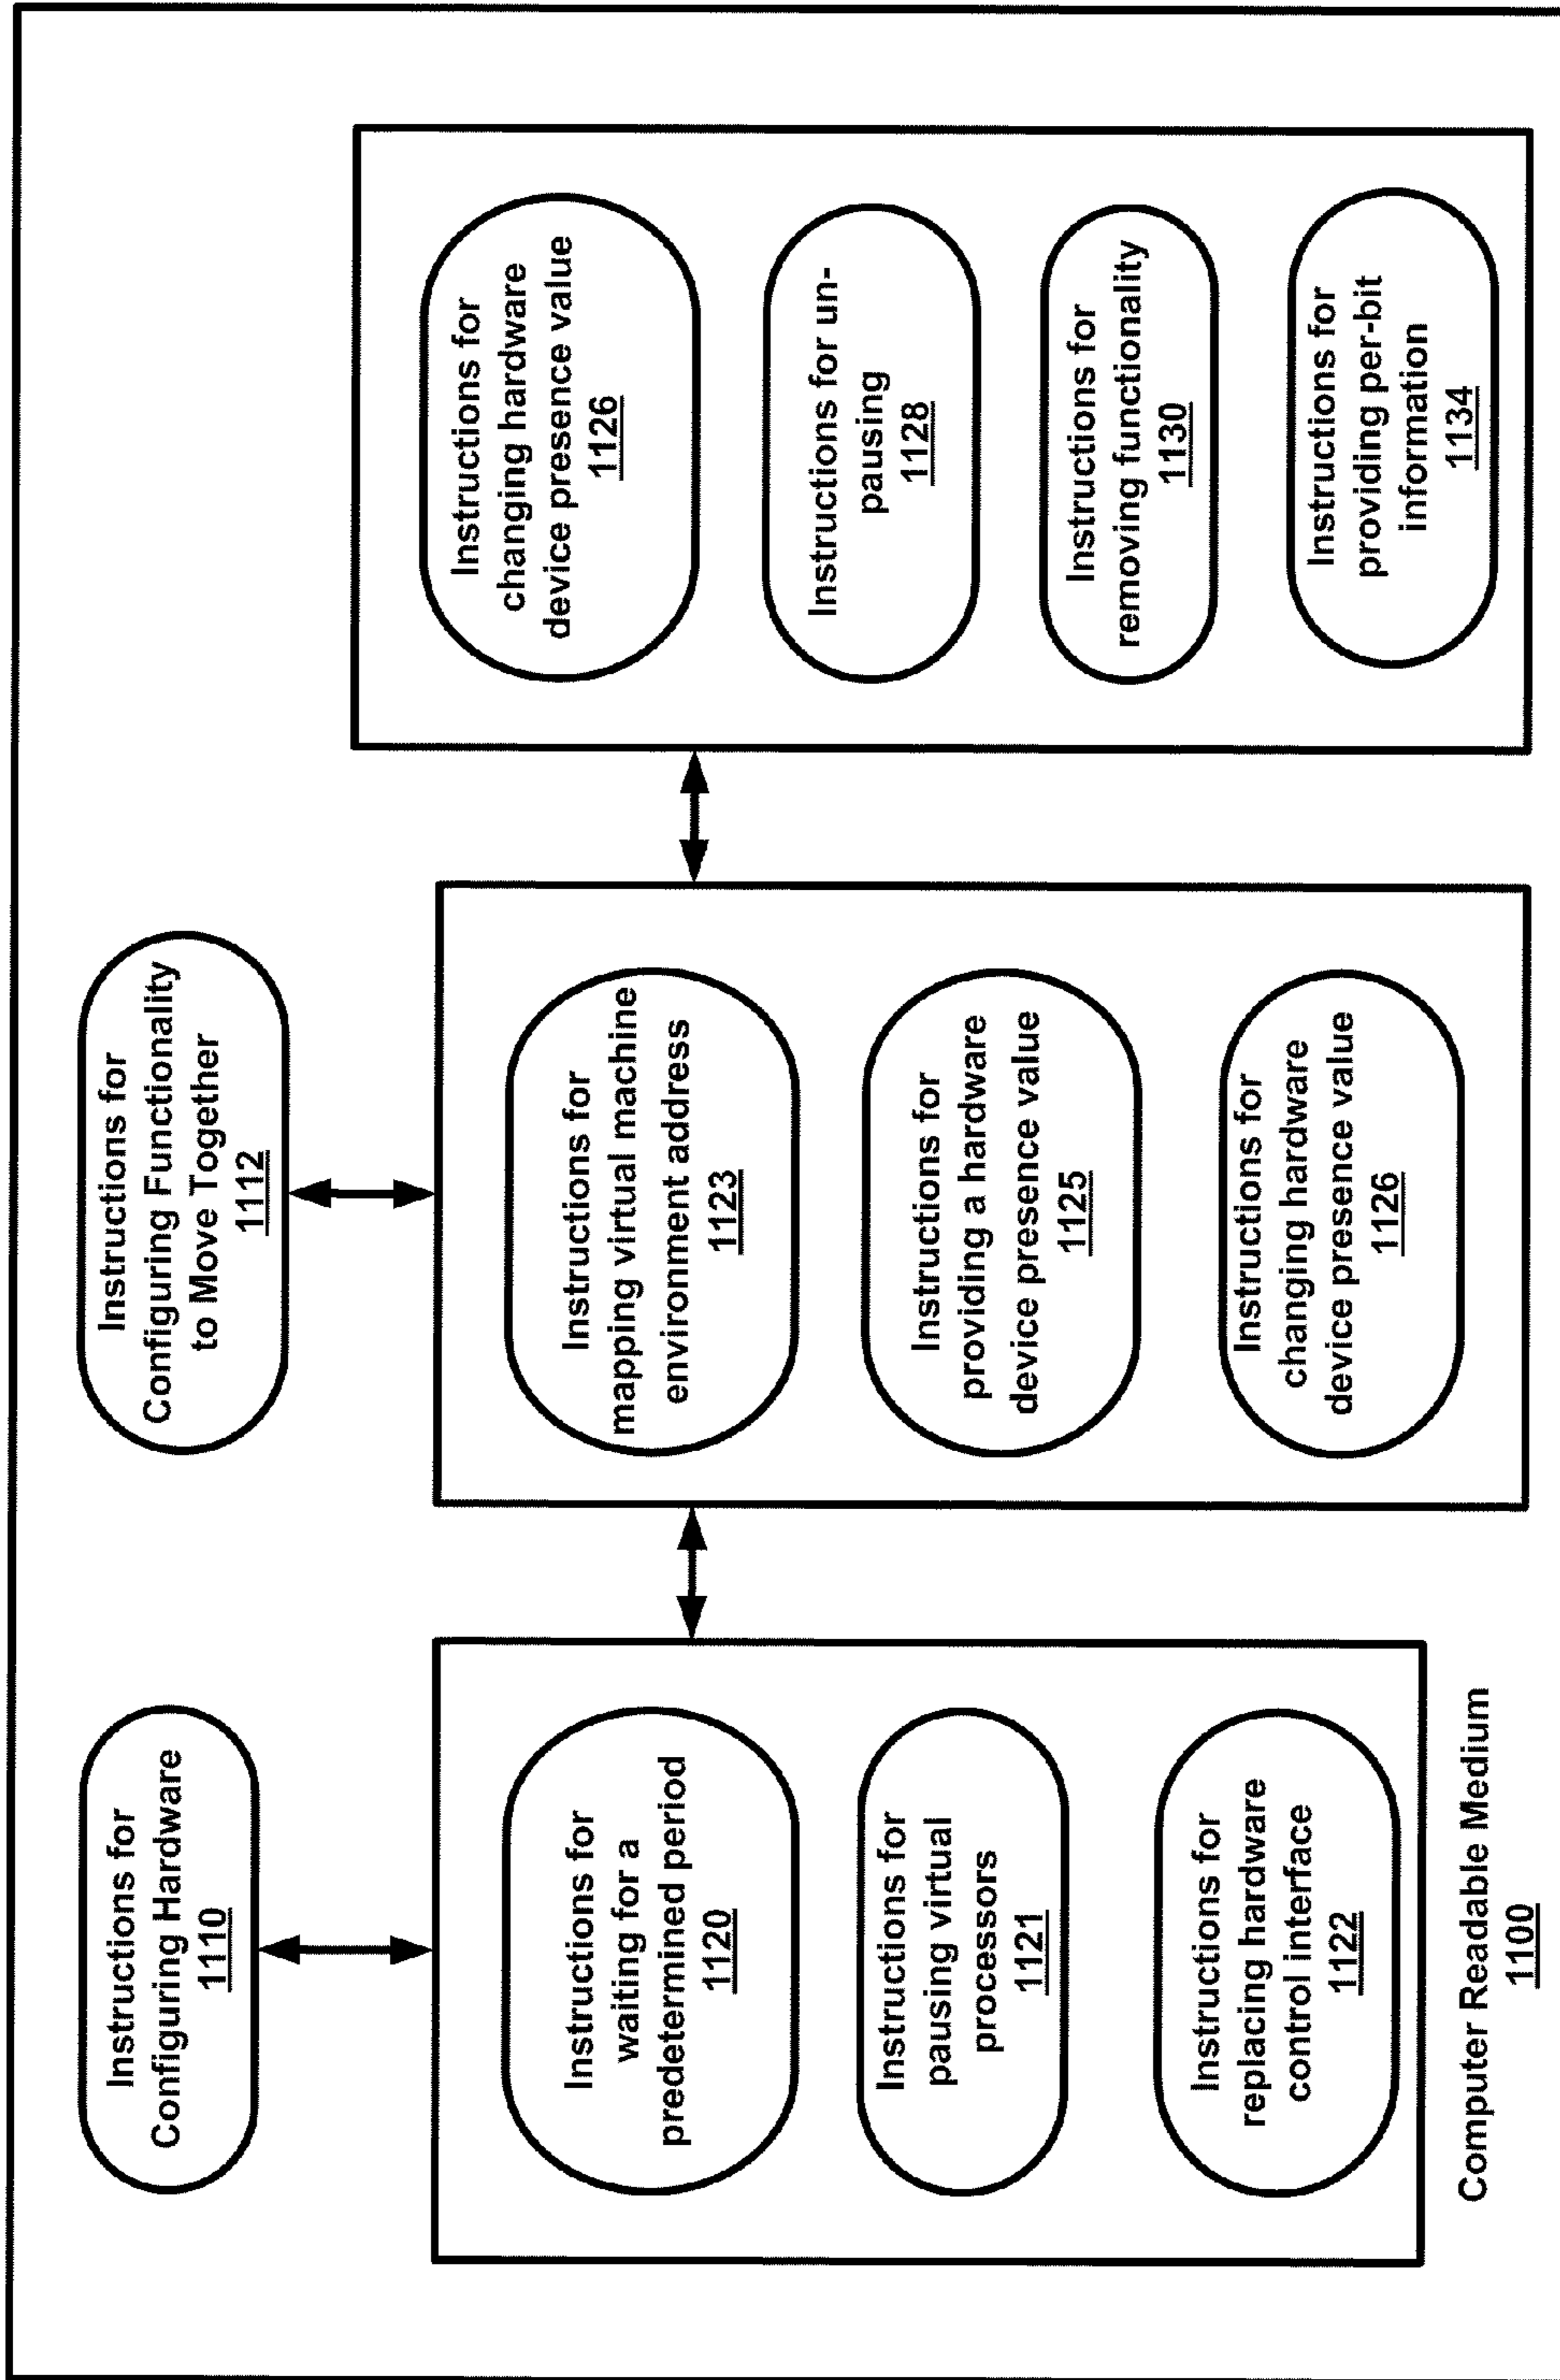 Instructions for
Configuring Hardware
1110
Instructions for
Configuring Functionality
to Move Together
1112
Instructions for
waiting for a
predetermined period
1120
Instructions for
pausing virtual
processors
1121
Instructions for
replacing hardware
control interface
1122
Instructions for
mapping virtual machine
environment address
1123
Instructions for
providing a hardware
device presence value
1125
Instructions for
changing hardware
device presence value
1126
Instructions for
changing hardware
device presence value
1126
Instructions for un-
pausing
1128
Instructions for
removing functionality
1130
Instructions for
providing per-bit
information
1134
Computer Readable Medium
1100